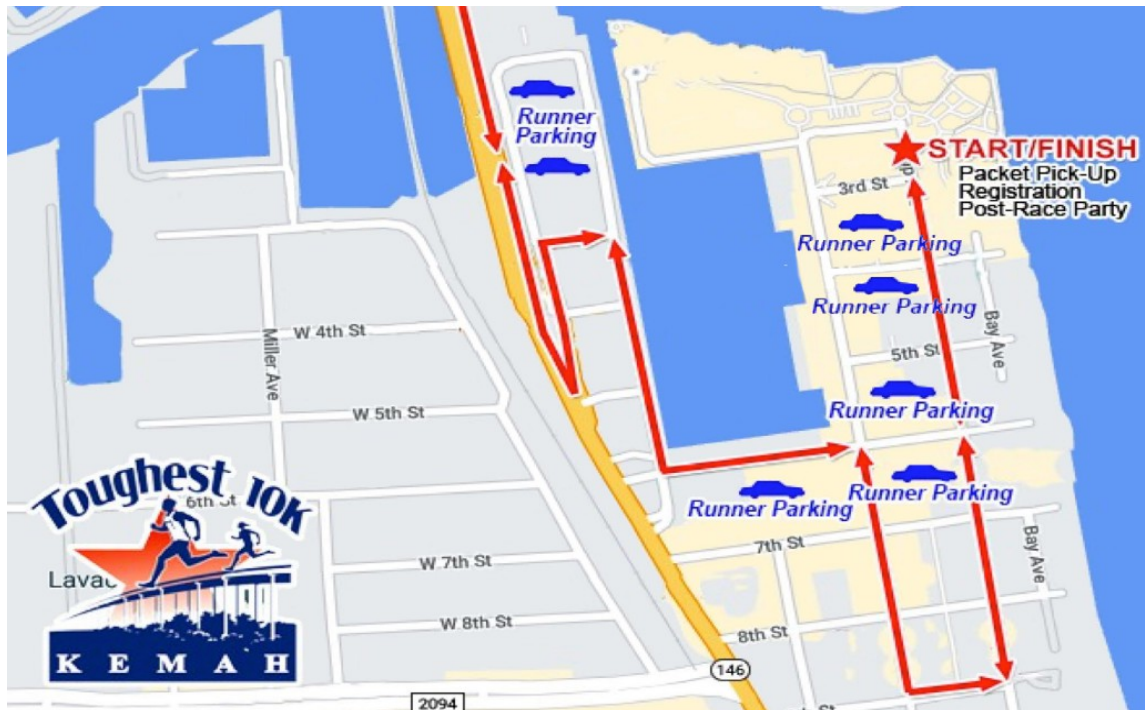 Runner
Parking
START/FINISH
Packet Pick-Up
Registration
Post-Race Party
3rd St
Runner Parking
Runner Parking
Bay Ave
W 4th St
Miller Ave
5th St
W 5th St
Runner Parking
Toughest 10K
6th St
Runner Parking
Runner Parking
7th St
Bay Ave
W 7th St
W 8th St
8th St
KEMAH
146
2094